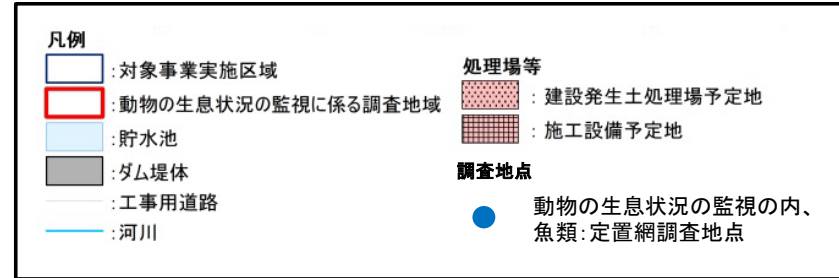 凡例
:対象事業実施区域
:動物の生息状況の監視に係る調査地域
:貯水池
:ダム堤体
:工事用道路
:河川
処理場等
:建設発生土処理場予定地
:施工設備予定地
調査地点
動物の生息状況の監視の内、
魚類:定置網調査地点